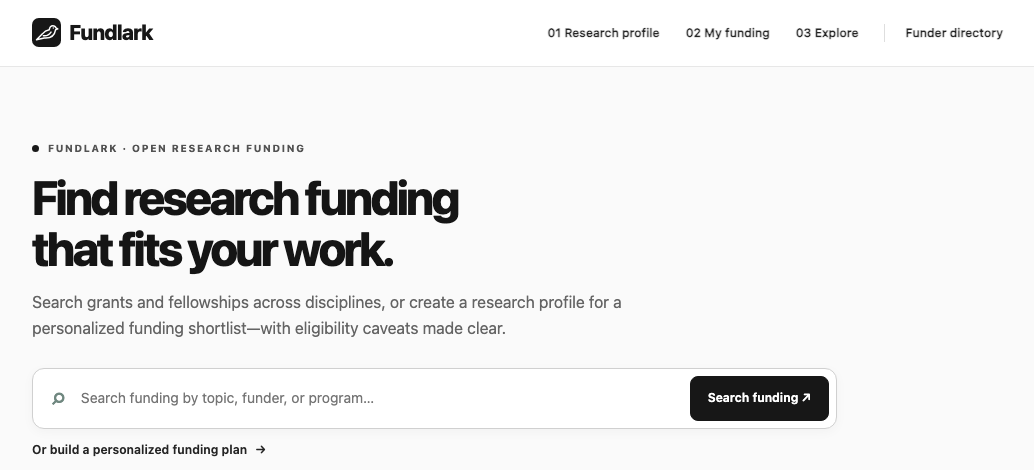 Fundlark
01 Research profile
02 My funding
03 Explore
Funder directory
FUNDLARK · OPEN RESEARCH FUNDING
Find research funding
that fits your work.
Search grants and fellowships across disciplines, or create a research profile for a
personalized funding shortlist—with eligibility caveats made clear.
Search funding by topic, funder, or program...
Search funding ↗
Or build a personalized funding plan →